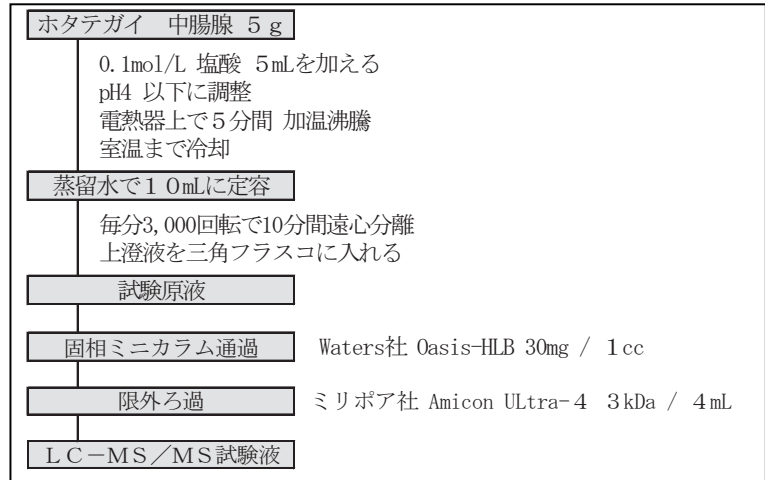 ホタテガイ　中腸腺 ５ｇ
0.1mol/L 塩酸 5mLを加える
pH4 以下に調整
電熱器上で５分間 加温沸騰
室温まで冷却
蒸留水で１０mLに定容
毎分3,000回転で10分間遠心分離
上澄液を三角フラスコに入れる
試験原液
固相ミニカラム通過　Waters社 Oasis-HLB 30mg / １cc
限外ろ過　ミリポア社 Amicon ULtra-４ ３kDa / ４mL
ＬＣ－ＭＳ／ＭＳ試験液